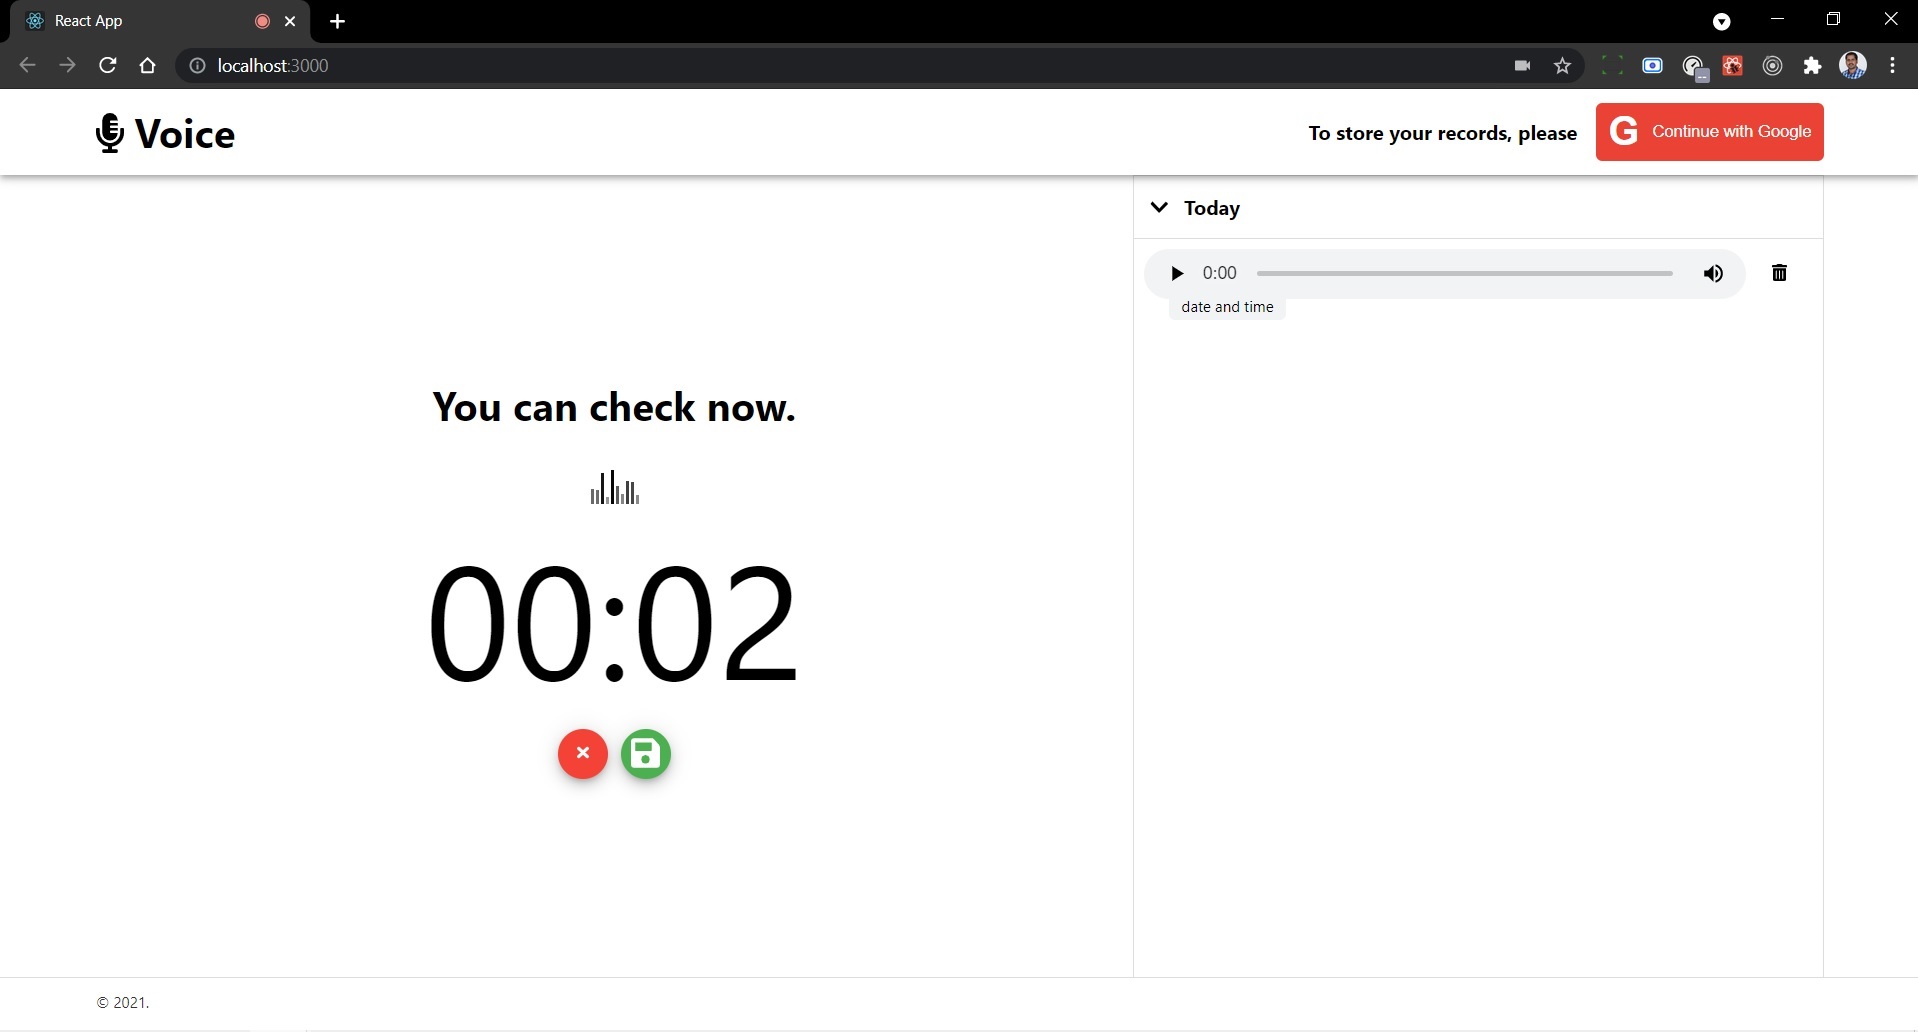 React App
localhost:3000
Voice
To store your records, please
G Continue with Google
Today
0:00
date and time
You can check now.
00:02
© 2021.